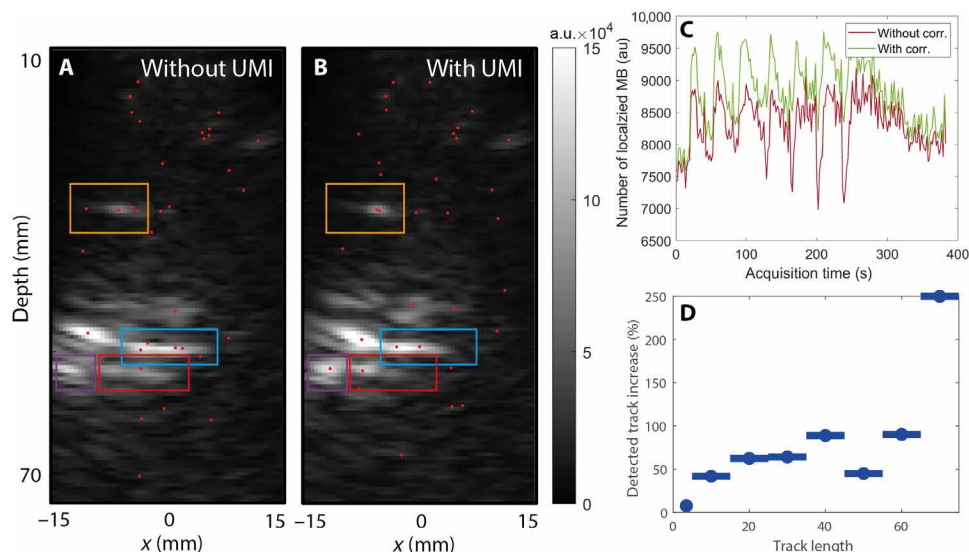 A
Without UMI
B
With UMI
10
70
Depth (mm)
−15
0
15
x (mm)
−15
0
15
x (mm)
a.u.×10⁴
15
10
5
0
C
Without corr.
With corr.
10,000
9500
9000
8500
8000
7500
7000
6500
Number of localzied MB (au)
0
100
200
300
400
Acquisition time (s)
D
250
200
150
100
50
0
Detected track increase (%)
0
20
40
60
Track length